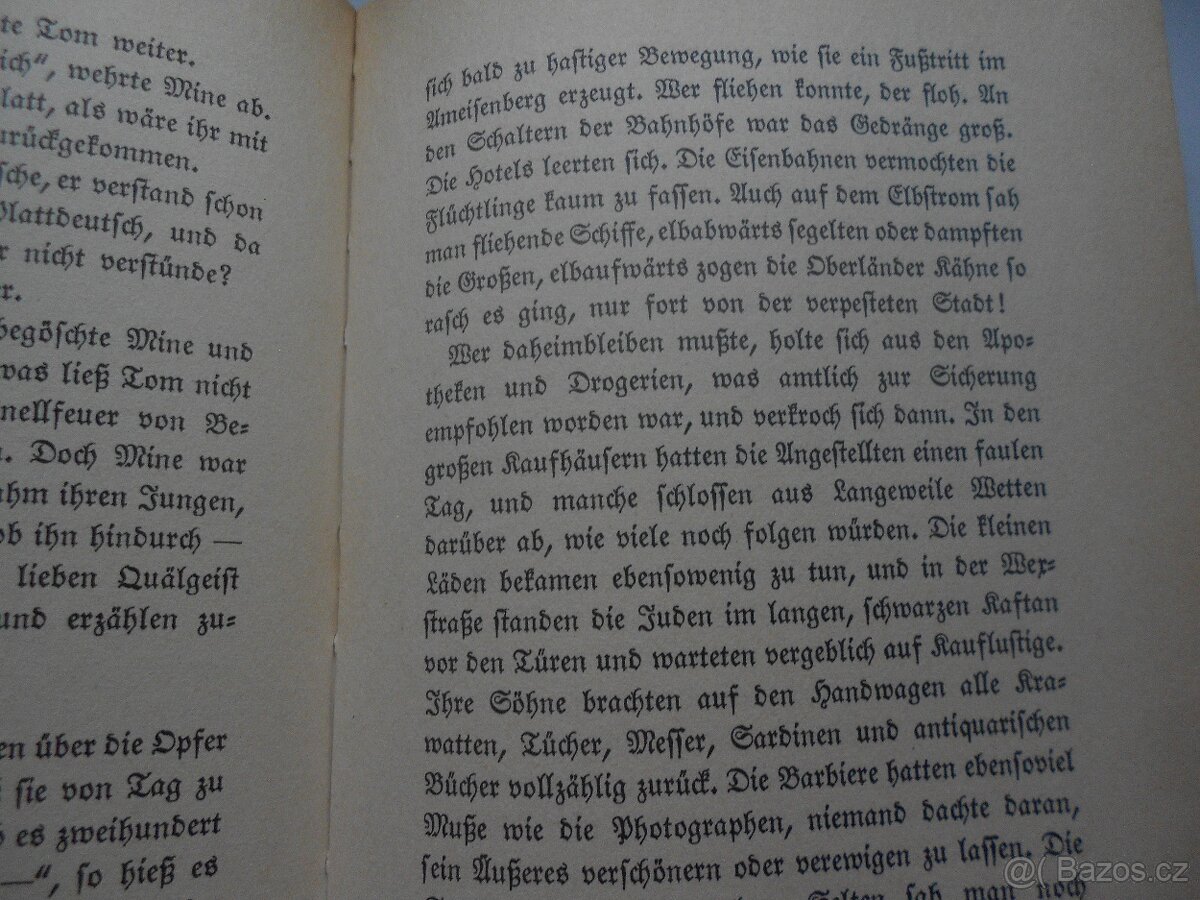 te Tom weiter.
ich“, wehrte Mine ab.
latt, als wäre ihr mit
urückgekommen.
sche, er verstand schon
lattdeutsch, und da
r nicht verstünde?
r.
begöschte Mine und
was ließ Tom nicht
nellfeuer von Be-
. Doch Mine war
ahm ihren Jungen,
ob ihn hindurch —
lieben Quälgeist
und erzählen zu-
en über die Opfer
sie von Tag zu
es zweihundert
—“, so hieß es
sich bald zu hastiger Bewegung, wie sie ein Fußtritt im
Ameisenberg erzeugt. Wer fliehen konnte, der floh. An
den Schaltern der Bahnhöfe war das Gedränge groß.
Die Hotels leerten sich. Die Eisenbahnen vermochten die
Flüchtlinge kaum zu fassen. Auch auf dem Elbstrom sah
man fliehende Schiffe, elbabwärts segelten oder dampften
die Großen, elbaufwärts zogen die Oberländer Kähne so
rasch es ging, nur fort von der verpesteten Stadt!
Wer daheimbleiben mußte, holte sich aus den Apo-
theken und Drogerien, was amtlich zur Sicherung
empfohlen worden war, und verkroch sich dann. In den
großen Kaufhäusern hatten die Angestellten einen faulen
Tag, und manche schlossen aus Langeweile Wetten
darüber ab, wie viele noch folgen würden. Die kleinen
Läden bekamen ebensowenig zu tun, und in der Wex-
straße standen die Juden im langen, schwarzen Kaftan
vor den Türen und warteten vergeblich auf Kauflustige.
Ihre Söhne brachten auf den Handwagen alle Kra-
watten, Tücher, Messer, Sardinen und antiquarischen
Bücher vollzählig zurück. Die Barbiere hatten ebensoviel
Muße wie die Photographen, niemand dachte daran,
sein Äußeres verschönern oder verewigen zu lassen. Die
Selten sah man noch
@( Bazos.cz